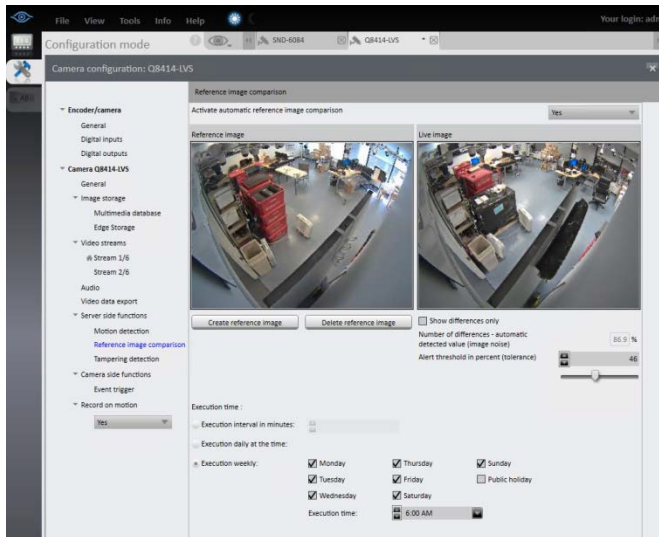 File View Tools Info Help
Your login: adm
Configuration mode
SND-6084
Q8414-LVS *
Camera configuration: Q8414-LVS
Reference image comparison
Activate automatic reference image comparison
Yes
Encoder/camera
General
Digital inputs
Digital outputs
Camera Q8414-LVS
General
Image storage
Multimedia database
Edge Storage
Video streams
Stream 1/6
Stream 2/6
Audio
Video data export
Server side functions
Motion detection
Reference image comparison
Tampering detection
Camera side functions
Event trigger
Record on motion
Yes
Reference image
Live image
Create reference image
Delete reference image
Show differences only
Number of differences - automatic
detected value (image noise)
86.9 %
Alert threshold in percent (tolerance)
46
Execution time :
Execution interval in minutes:
Execution daily at the time:
Execution weekly:
Monday
Thursday
Sunday
Tuesday
Friday
Public holiday
Wednesday
Saturday
Execution time:
6:00 AM